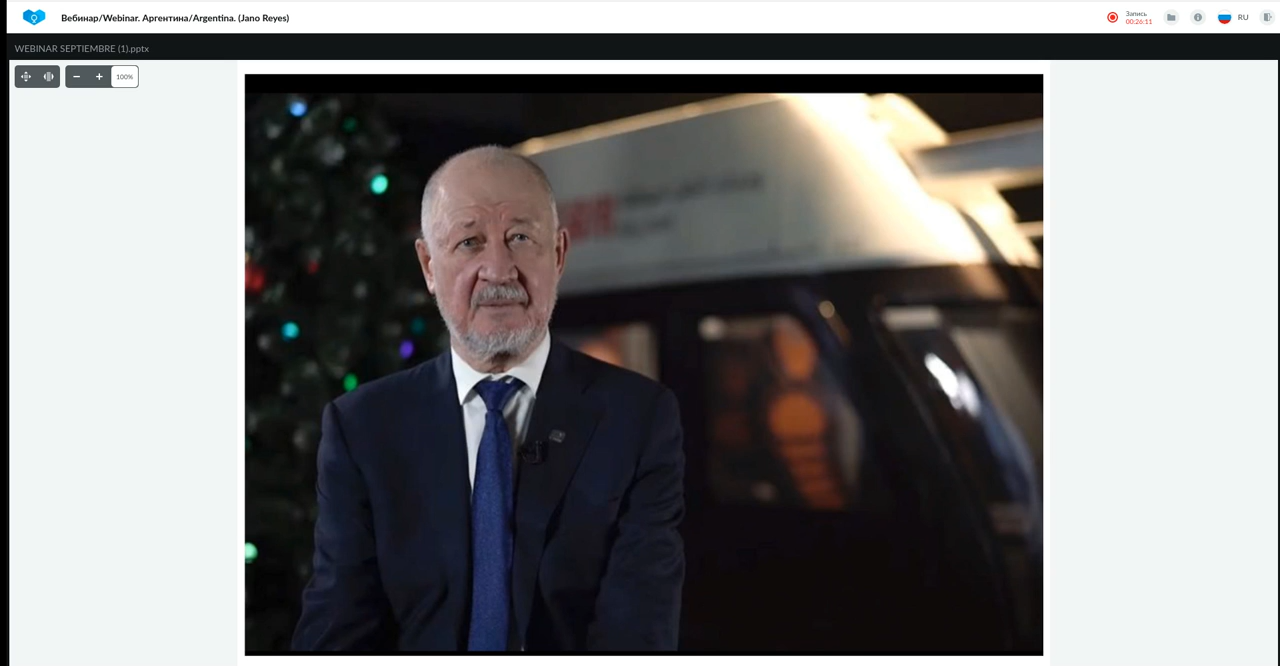 Вебинар/Webinar. Аргентина/Argentina. (Jano Reyes)
Запись
00:26:11
RU
WEBINAR SEPTIEMBRE (1).pptx
100%